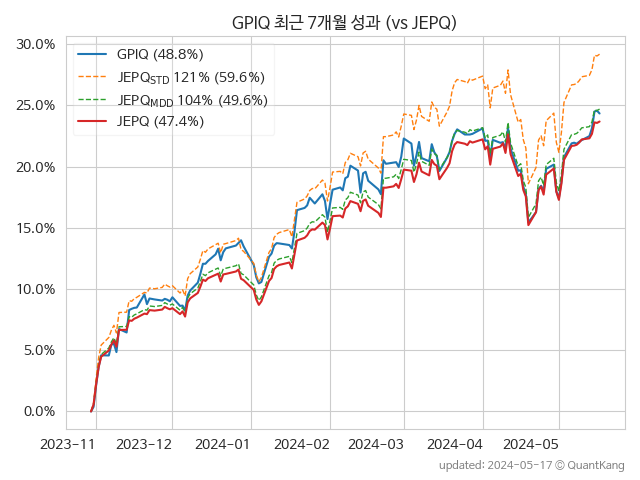 GPIQ 최근 7개월 성과 (vs JEPQ)
30.0%
25.0%
20.0%
15.0%
10.0%
5.0%
0.0%
GPIQ (48.8%)
JEPQSTD 121% (59.6%)
JEPQMDD 104% (49.6%)
JEPQ (47.4%)
2023-11 2023-12 2024-01 2024-02 2024-03 2024-04 2024-05
updated: 2024-05-17 © QuantKang